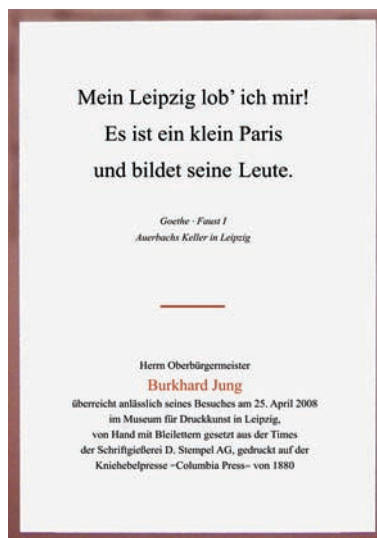 Mein Leipzig lob’ ich mir!
Es ist ein klein Paris
und bildet seine Leute.
Goethe · Faust I
Auerbachs Keller in Leipzig
Herrn Oberbürgermeister
Burkhard Jung
überreicht anlässlich seines Besuches am 25. April 2008
im Museum für Druckkunst in Leipzig,
von Hand mit Bleilettern gesetzt aus der Times
der Schriftgießerei D. Stempel AG, gedruckt auf der
Kniehebelpresse »Columbia Press« von 1880